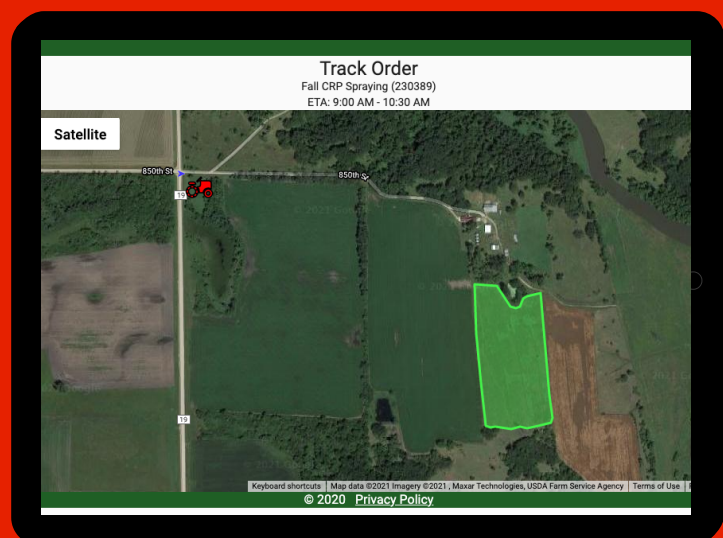 Track Order
Fall CRP Spraying (230389)
ETA: 9:00 AM - 10:30 AM
Satellite
850th St
850th St
19
19
Keyboard shortcuts Map data ©2021 Imagery ©2021 , Maxar Technologies, USDA Farm Service Agency Terms of Use
© 2020 Privacy Policy